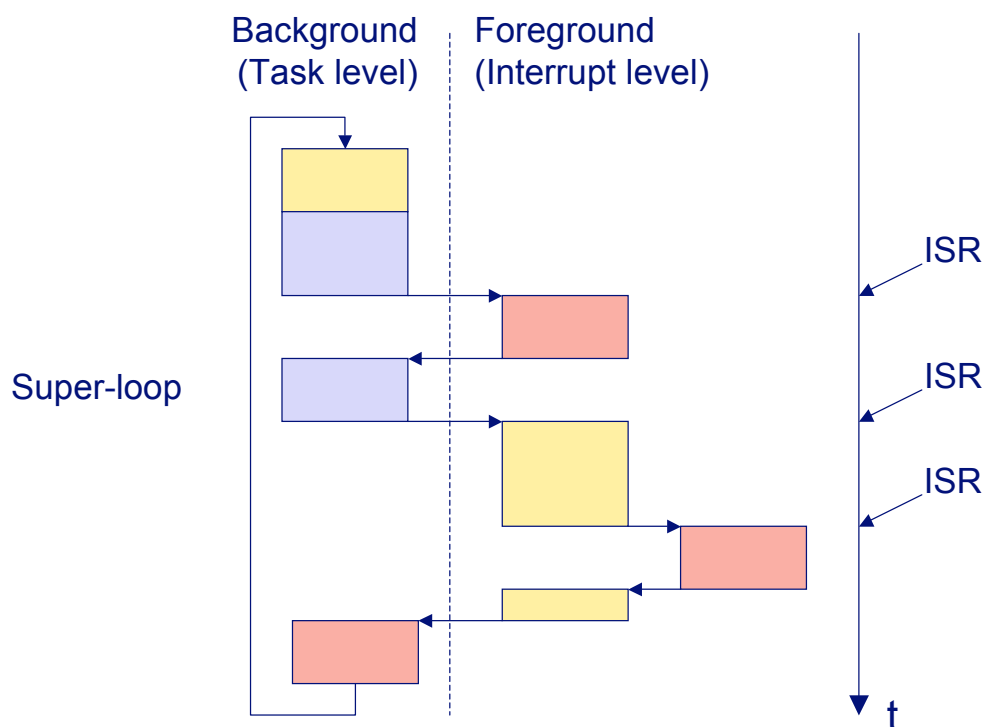 Background
(Task level)
Foreground
(Interrupt level)
ISR
Super-loop
ISR
ISR
t